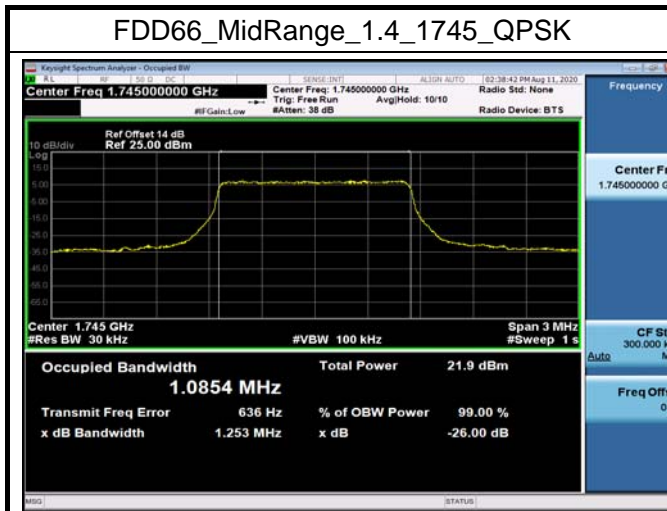 FDD66_MidRange_1.4_1745_QPSK
Keysight Spectrum Analyzer - Occupied BW
RL RF 50 Ω DC SENSE:INT ALIGN AUTO 02:38:42 PM Aug 11, 2020
Center Freq 1.745000000 GHz
Center Freq: 1.745000000 GHz
Radio Std: None
Trig: Free Run Avg|Hold: 10/10
#IFGain:Low #Atten: 38 dB Radio Device: BTS
Frequency
Ref Offset 14 dB
10 dB/div Ref 25.00 dBm
Log
15.0
5.00
-5.00
-15.0
-25.0
-35.0
-45.0
-55.0
-65.0
Center Fr
1.745000000 G
Center 1.745 GHz Span 3 MHz
#Res BW 30 kHz #VBW 100 kHz #Sweep 1 s
CF St
300.000 k
Auto M
Occupied Bandwidth Total Power 21.9 dBm
1.0854 MHz
Transmit Freq Error 636 Hz % of OBW Power 99.00 %
x dB Bandwidth 1.253 MHz x dB -26.00 dB
Freq Off
0
MSG STATUS